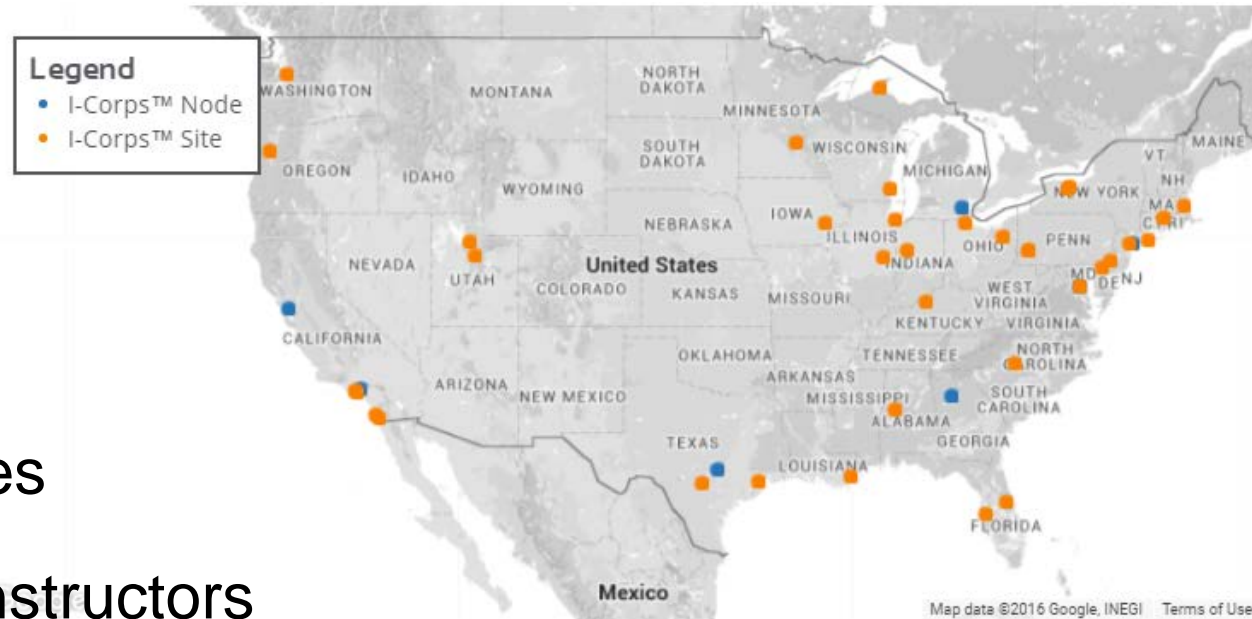 Legend
I-Corps™ Node
I-Corps™ Site
WASHINGTON
MONTANA
NORTH
DAKOTA
MINNESOTA
OREGON
IDAHO
SOUTH
DAKOTA
WISCONSIN
MICHIGAN
VT
MAINE
NH
WYOMING
NEW YORK
MA
CT RI
IOWA
NEBRASKA
ILLINOIS
INDIANA
OHIO
PENN
NEVADA
UTAH
United States
COLORADO
KANSAS
MISSOURI
WEST
VIRGINIA
MD
DE NJ
KENTUCKY
VIRGINIA
CALIFORNIA
OKLAHOMA
TENNESSEE
NORTH
CAROLINA
ARIZONA
NEW MEXICO
ARKANSAS
MISSISSIPPI
SOUTH
CAROLINA
ALABAMA
GEORGIA
TEXAS
LOUISIANA
FLORIDA
es
nstructors
Mexico
Map data ©2016 Google, INEGI Terms of Use